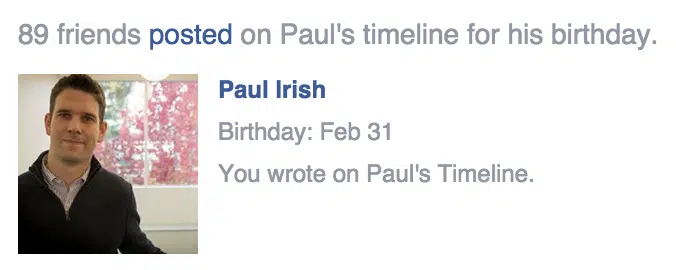 89 friends posted on Paul's timeline for his birthday.
Paul Irish
Birthday: Feb 31
You wrote on Paul's Timeline.